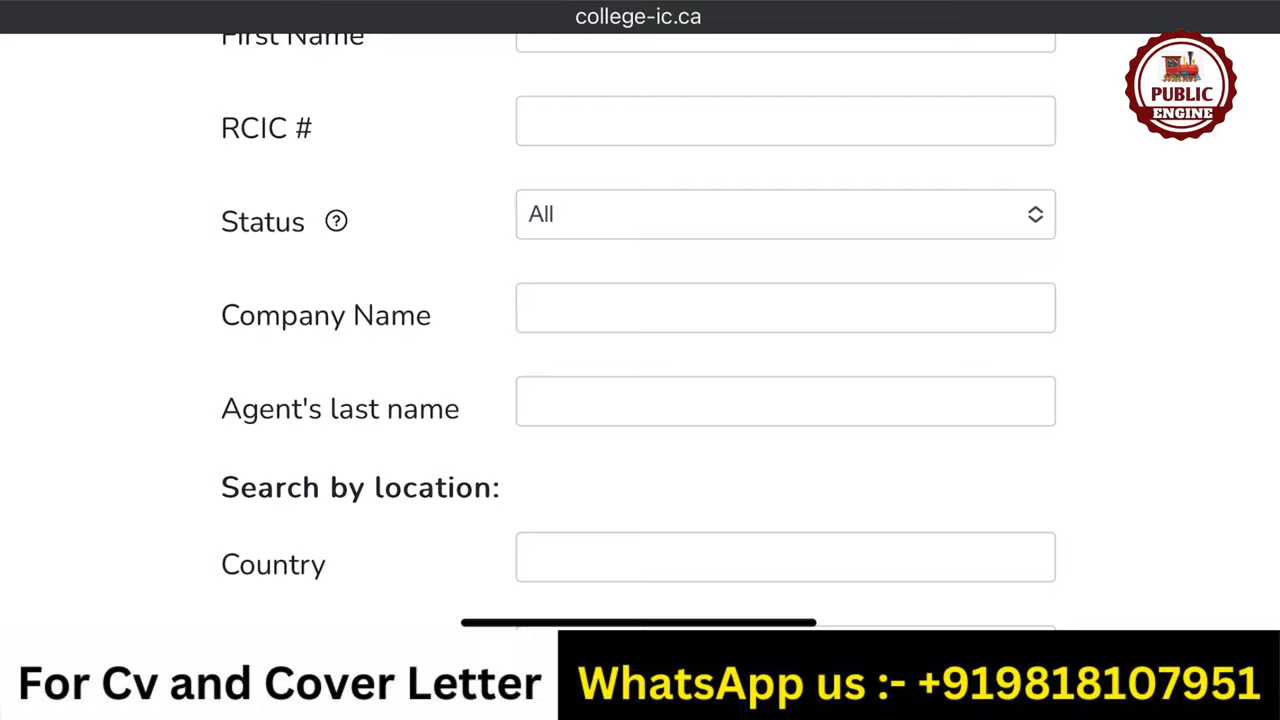 college-ic.ca
First Name
PUBLIC
ENGINE
RCIC #
Status ?
All
Company Name
Agent's last name
Search by location:
Country
For Cv and Cover Letter
WhatsApp us :- +919818107951